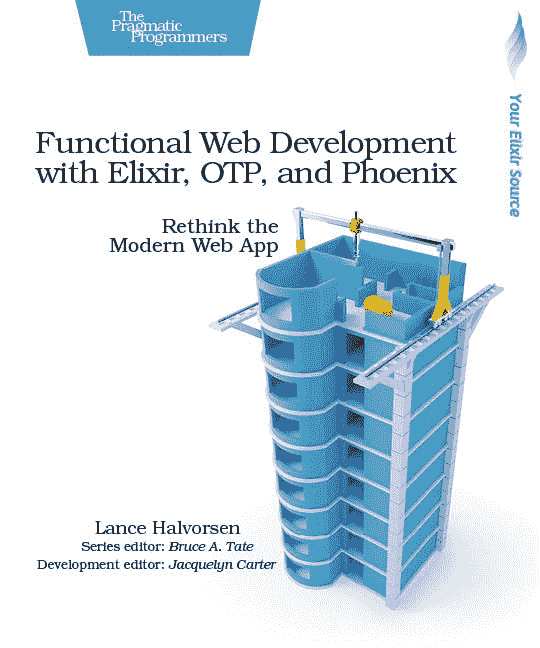 The
Pragmatic
Programmers
Your Elixir Source
Functional Web Development
with Elixir, OTP, and Phoenix
Rethink the
Modern Web App
Lance Halvorsen
Series editor: Bruce A. Tate
Development editor: Jacquelyn Carter